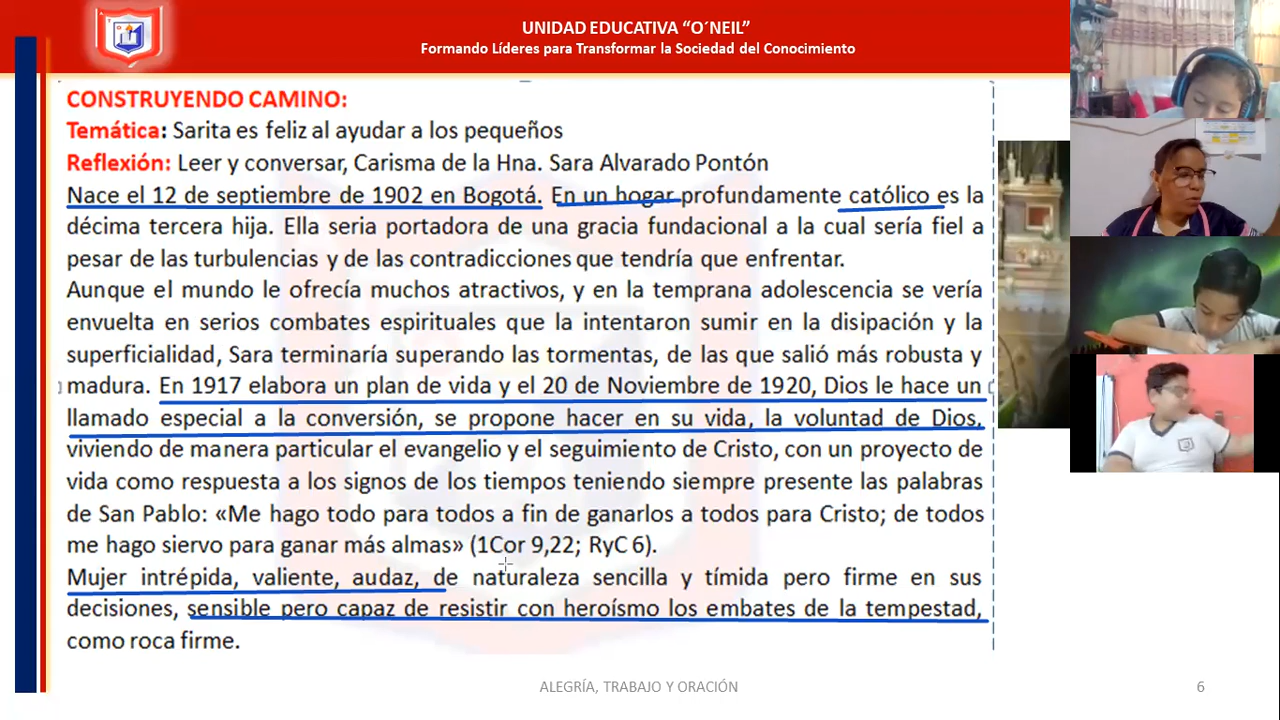 UNIDAD EDUCATIVA “O´NEIL”
Formando Líderes para Transformar la Sociedad del Conocimiento
CONSTRUYENDO CAMINO:
Temática: Sarita es feliz al ayudar a los pequeños
Reflexión: Leer y conversar, Carisma de la Hna. Sara Alvarado Pontón
Nace el 12 de septiembre de 1902 en Bogotá. En un hogar profundamente católico es la
décima tercera hija. Ella seria portadora de una gracia fundacional a la cual sería fiel a
pesar de las turbulencias y de las contradicciones que tendría que enfrentar.
Aunque el mundo le ofrecía muchos atractivos, y en la temprana adolescencia se vería
envuelta en serios combates espirituales que la intentaron sumir en la disipación y la
superficialidad, Sara terminaría superando las tormentas, de las que salió más robusta y
madura. En 1917 elabora un plan de vida y el 20 de Noviembre de 1920, Dios le hace un
llamado especial a la conversión, se propone hacer en su vida, la voluntad de Dios,
viviendo de manera particular el evangelio y el seguimiento de Cristo, con un proyecto de
vida como respuesta a los signos de los tiempos teniendo siempre presente las palabras
de San Pablo: «Me hago todo para todos a fin de ganarlos a todos para Cristo; de todos
me hago siervo para ganar más almas» (1Cor 9,22; RyC 6).
Mujer intrépida, valiente, audaz, de naturaleza sencilla y tímida pero firme en sus
decisiones, sensible pero capaz de resistir con heroísmo los embates de la tempestad,
como roca firme.
ALEGRÍA, TRABAJO Y ORACIÓN
6